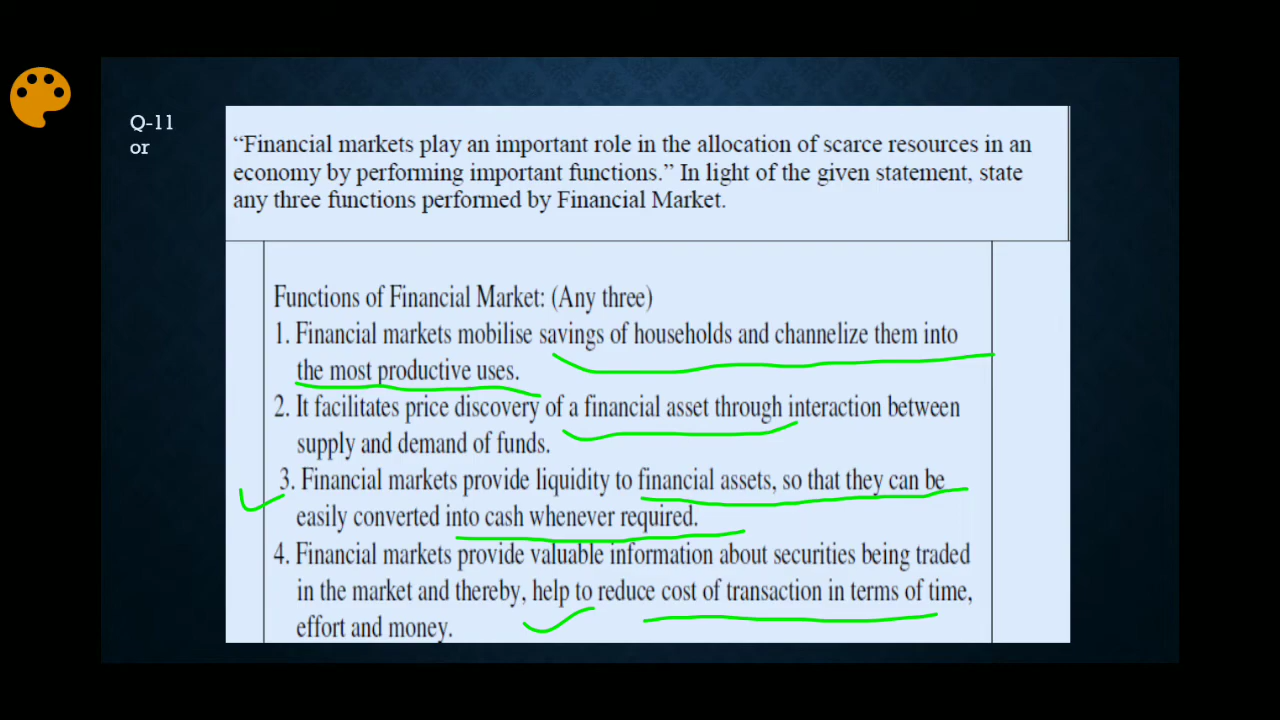 Q-11
or
“Financial markets play an important role in the allocation of scarce resources in an
economy by performing important functions.” In light of the given statement, state
any three functions performed by Financial Market.
Functions of Financial Market: (Any three)
1. Financial markets mobilise savings of households and channelize them into
the most productive uses.
2. It facilitates price discovery of a financial asset through interaction between
supply and demand of funds.
3. Financial markets provide liquidity to financial assets, so that they can be
easily converted into cash whenever required.
4. Financial markets provide valuable information about securities being traded
in the market and thereby, help to reduce cost of transaction in terms of time,
effort and money.